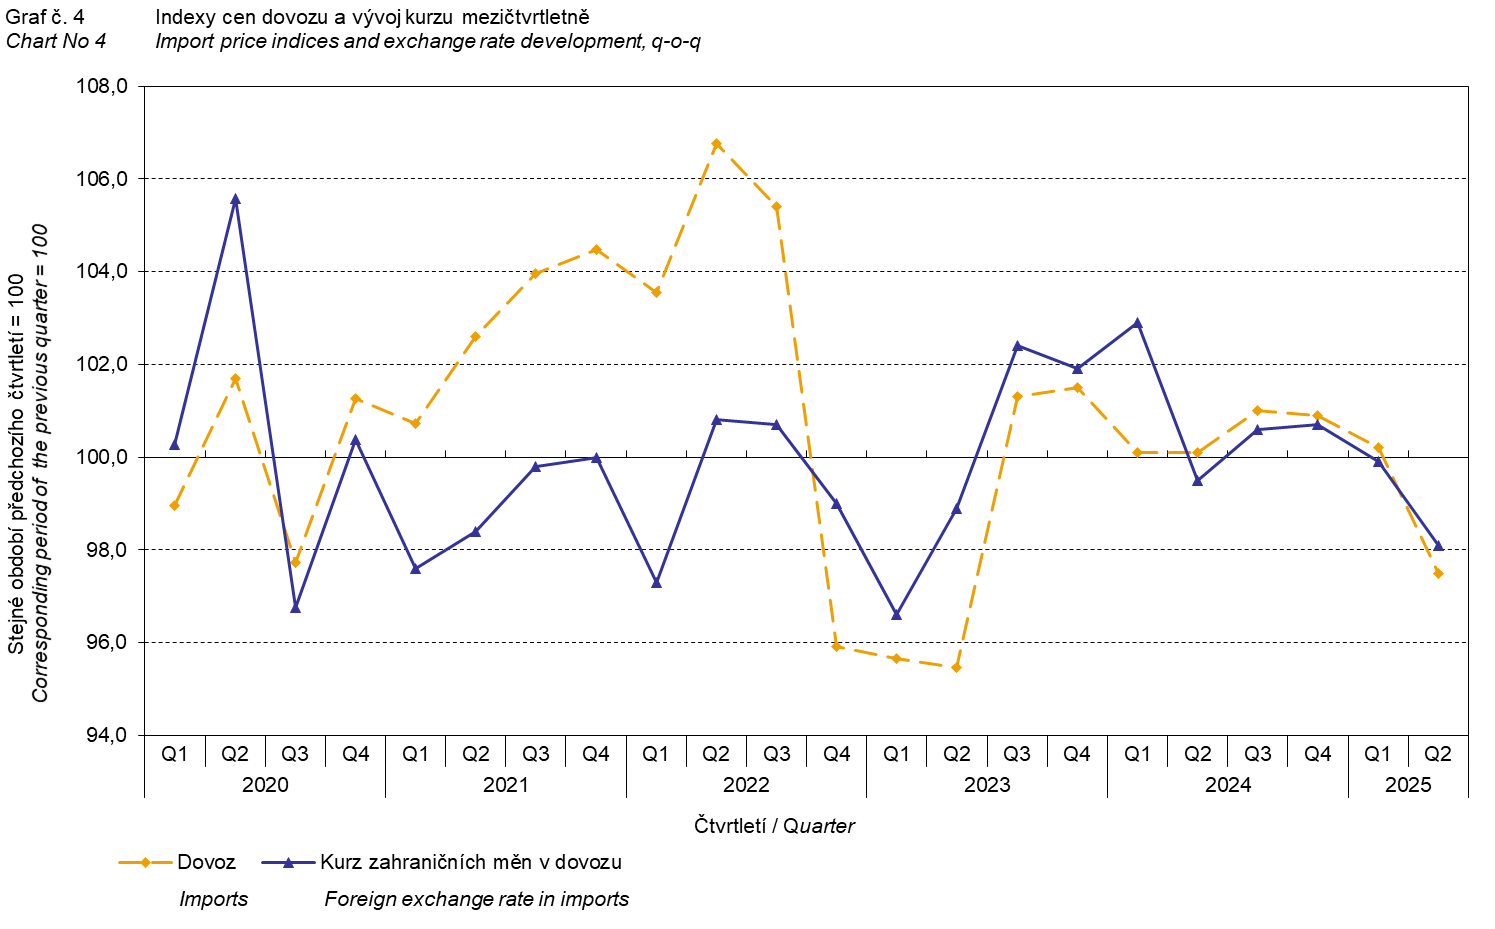 Graf č. 4 Indexy cen dovozu a vývoj kurzu mezičtvrtletně
Chart No 4 Import price indices and exchange rate development, q-o-q
Stejné období předchozího čtvrtletí = 100
Corresponding period of the previous quarter = 100
108,0
106,0
104,0
102,0
100,0
98,0
96,0
94,0
Q1 Q2 Q3 Q4 Q1 Q2 Q3 Q4 Q1 Q2 Q3 Q4 Q1 Q2 Q3 Q4 Q1 Q2 Q3 Q4 Q1 Q2
2020 2021 2022 2023 2024 2025
Čtvrtletí / Quarter
Dovoz Kurz zahraničních měn v dovozu
Imports Foreign exchange rate in imports